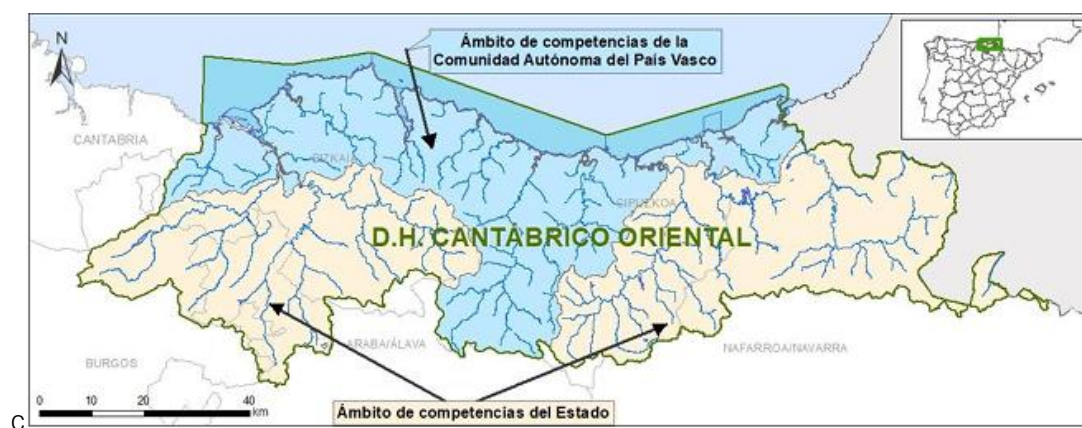 Ámbito de competencias de la
Comunidad Autónoma del País Vasco
N
CANTABRIA
BIZKAIA
GIPUZKOA
D.H. CANTÁBRICO ORIENTAL
ARABA/ÁLAVA
NAFARROA/NAVARRA
BURGOS
0 10 20 40
km
Ámbito de competencias del Estado
C